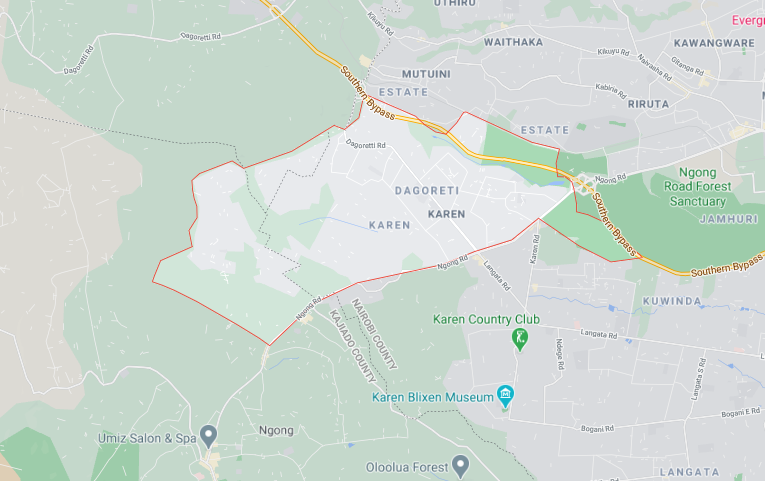 UTHIRU
Kikuyu Rd
Dagoretti Rd
Dagoretti Rd
WAITHAKA
Evergr
KAWANGWARE
Kikuyu Rd
Naivasha Rd
Gitanga Rd
MUTUINI
ESTATE
Southern Bypass
Kabiria Rd
RIRUTA
ESTATE
Dagoretti Rd
Ngong Rd
Ngong
Road Forest
Sanctuary
JAMHURI
DAGORETI
KAREN
KAREN
Southern Bypass
Southern Bypass
Karen Rd
Ngong Rd
Langata Rd
KUWINDA
Ngong Rd
NAIROBI COUNTY
KAJIADO COUNTY
Karen Country Club
Langata Rd
Ndege Rd
Langata S Rd
Karen Blixen Museum
Bogani Rd
Bogani E Rd
Umiz Salon & Spa
Ngong
Oloolua Forest
LANGATA